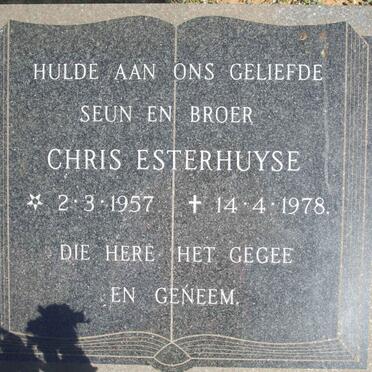 HULDE AAN ONS GELIEFDE
SEUN EN BROER
CHRIS ESTERHUYSE
☆ 2·3·1957 ✝ 14·4·1978.
DIE HERE HET GEGEE
EN GENEEM.